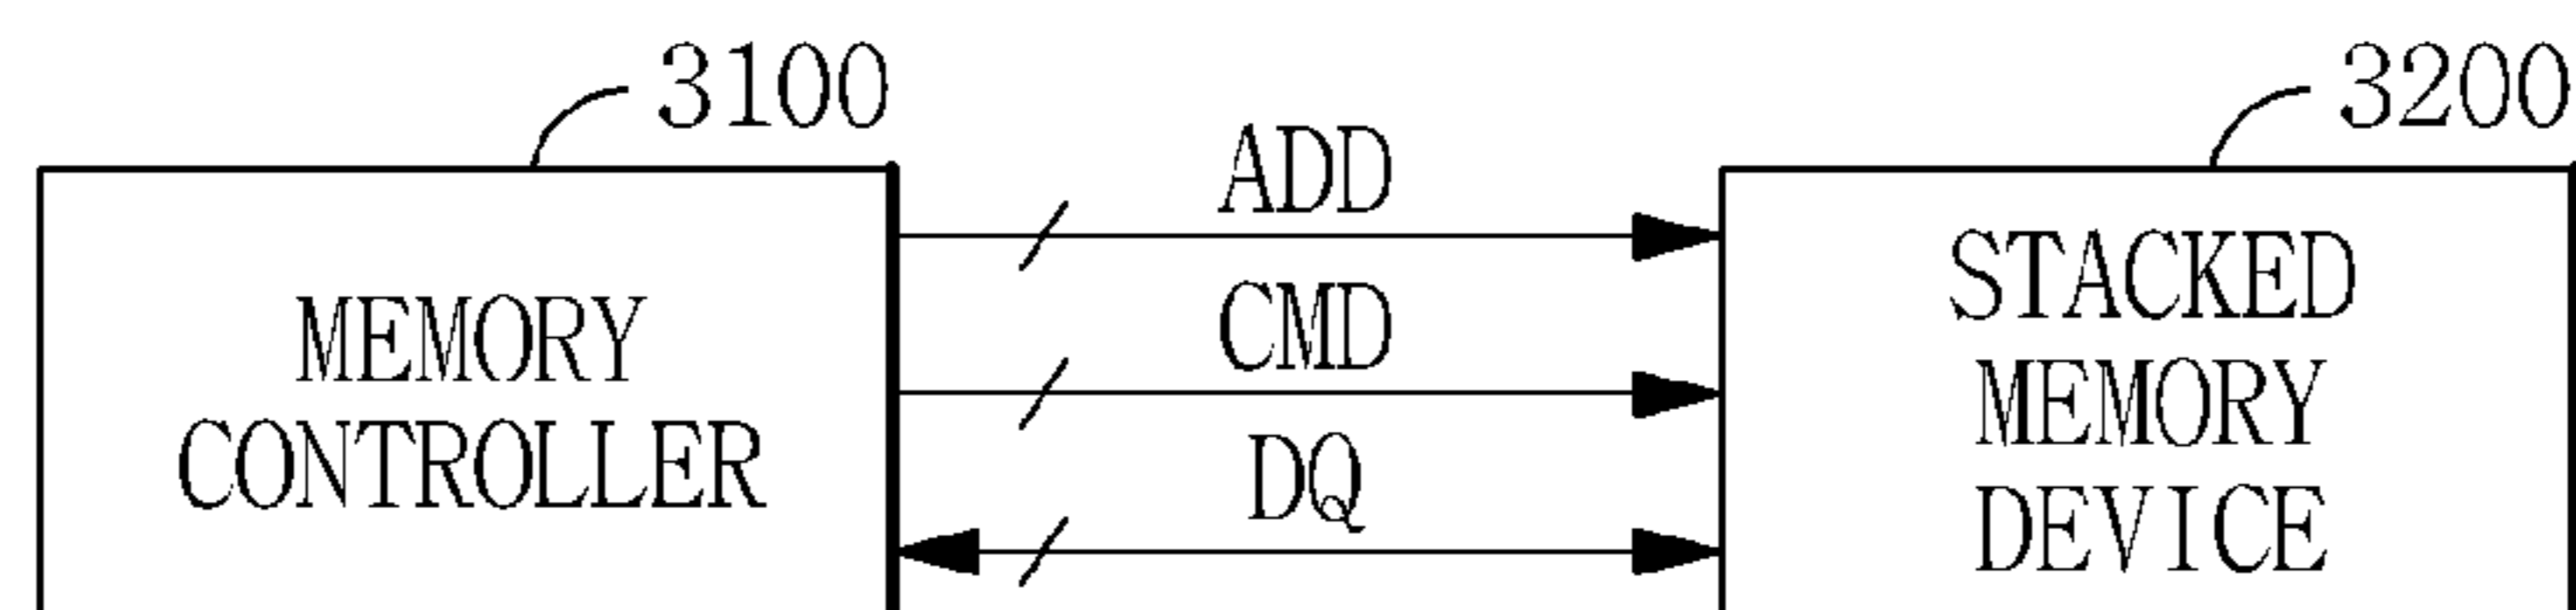 3100
3200
ADD
CMD
DQ
MEMORY
CONTROLLER
STACKED
MEMORY
DEVICE